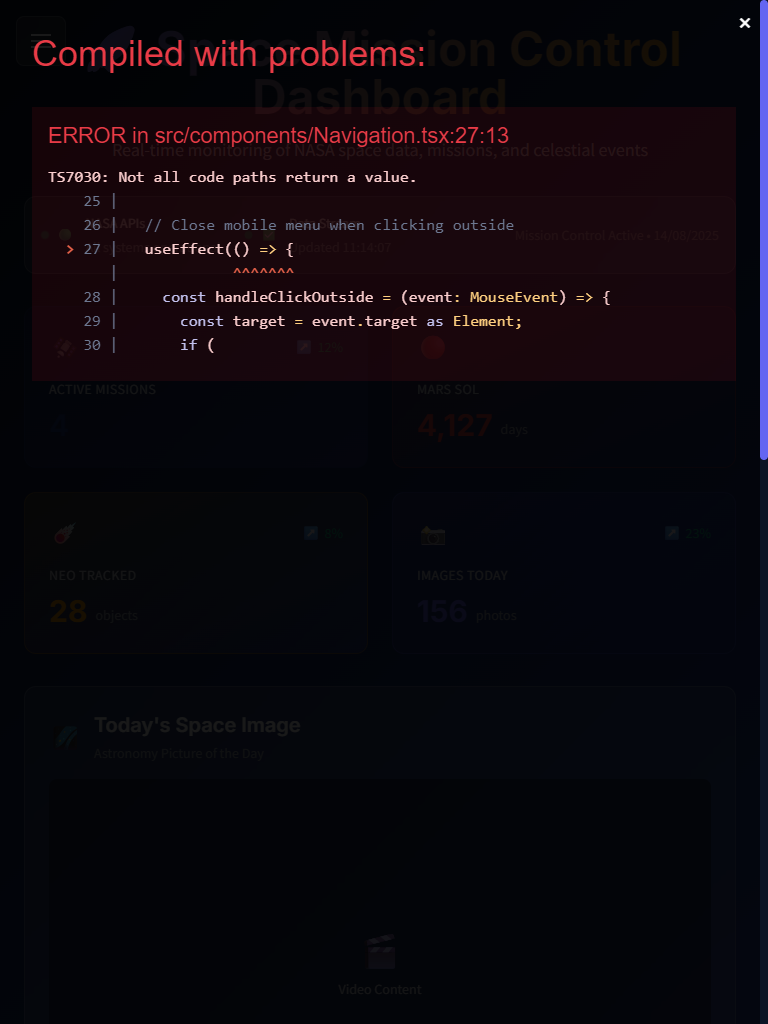 ×
Space Mission Control
Compiled with problems:
Dashboard
ERROR in src/components/Navigation.tsx:27:13
Real-time monitoring of NASA space data, missions, and celestial events
TS7030: Not all code paths return a value.
25 |
26 |   // Close mobile menu when clicking outside
> 27 |   useEffect(() => {
|             ^^^^^^^
28 |     const handleClickOutside = (event: MouseEvent) => {
29 |       const target = event.target as Element;
30 |       if (
Mission Control Active • 14/08/2025
Updated 11:14:07
ACTIVE MISSIONS
4
MARS SOL
4,127 days
NEO TRACKED
28 objects
23%
IMAGES TODAY
156 photos
Today's Space Image
Astronomy Picture of the Day
Video Content